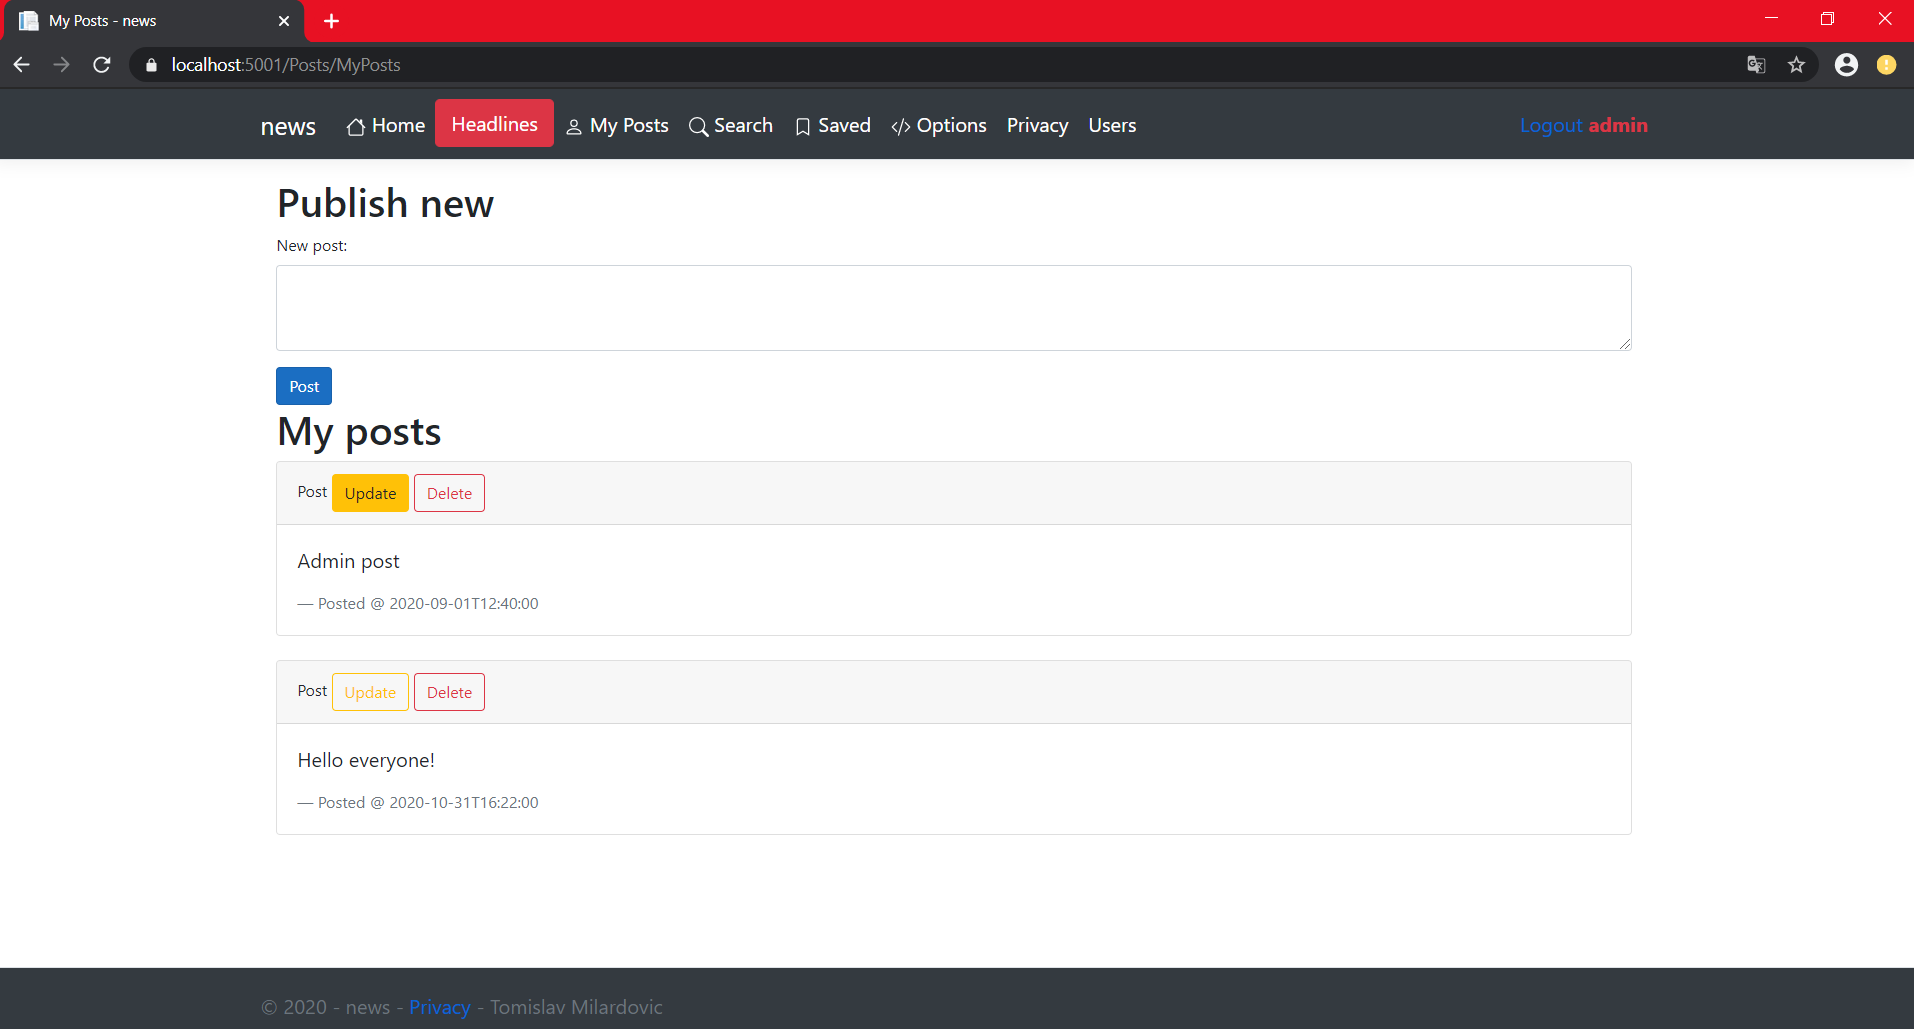 My Posts - news
localhost:5001/Posts/MyPosts
news Home Headlines My Posts Search Saved Options Privacy Users Logout admin
Publish new
New post:
Post
My posts
Post Update Delete
Admin post
— Posted @ 2020-09-01T12:40:00
Post Update Delete
Hello everyone!
— Posted @ 2020-10-31T16:22:00
© 2020 - news - Privacy - Tomislav Milardovic